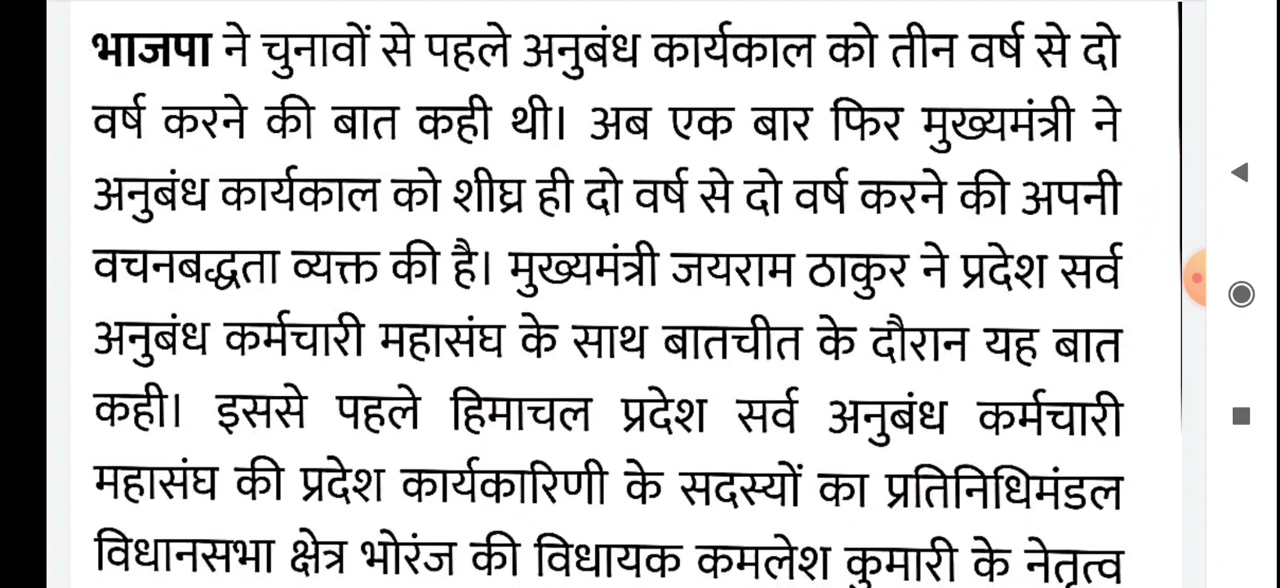 भाजपा ने चुनावों से पहले अनुबंध कार्यकाल को तीन वर्ष से दो
वर्ष करने की बात कही थी। अब एक बार फिर मुख्यमंत्री ने
अनुबंध कार्यकाल को शीघ्र ही दो वर्ष से दो वर्ष करने की अपनी
वचनबद्धता व्यक्त की है। मुख्यमंत्री जयराम ठाकुर ने प्रदेश सर्व
अनुबंध कर्मचारी महासंघ के साथ बातचीत के दौरान यह बात
कही। इससे पहले हिमाचल प्रदेश सर्व अनुबंध कर्मचारी
महासंघ की प्रदेश कार्यकारिणी के सदस्यों का प्रतिनिधिमंडल
विधानसभा क्षेत्र भोरंज की विधायक कमलेश कुमारी के नेतृत्व